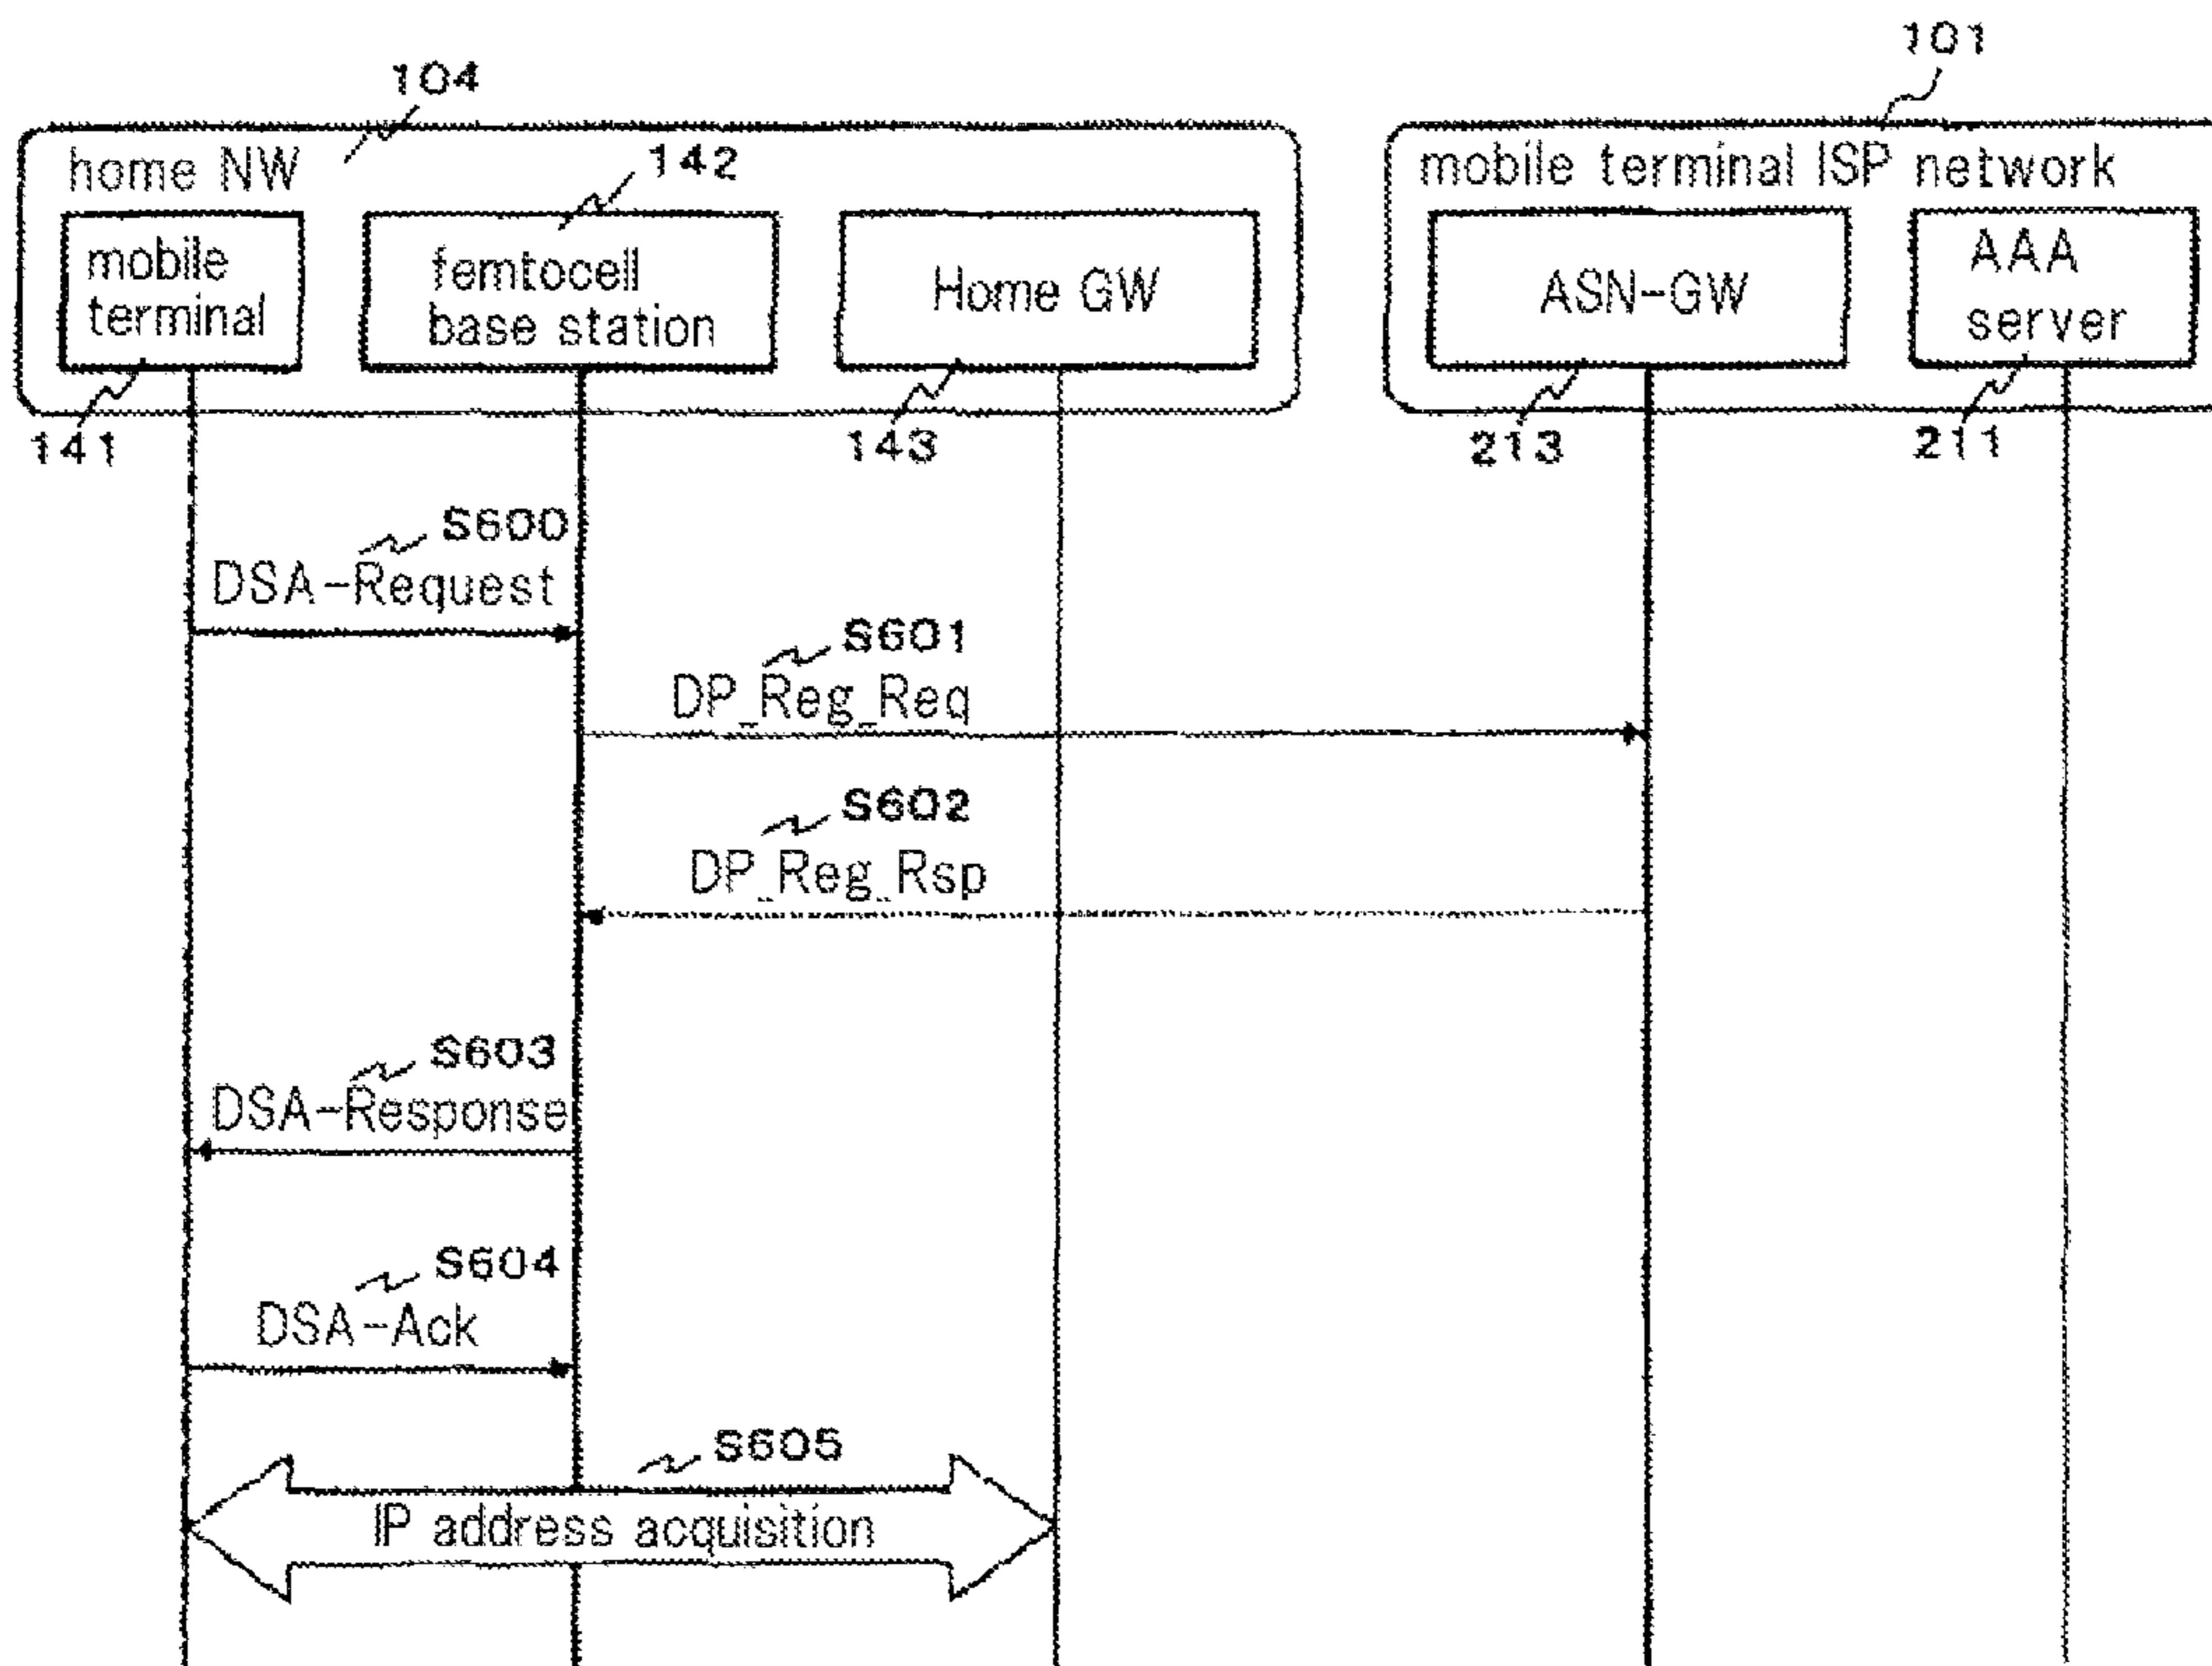 104
101
home NW
142
mobile terminal ISP network
mobile
terminal
femtocell
base station
Home GW
ASN-GW
AAA
server
141
143
213
211
S600
DSA-Request
S601
DP_Reg_Req
S602
DP_Reg_Rsp
S603
DSA-Response
S604
DSA-Ack
S605
IP address acquisition